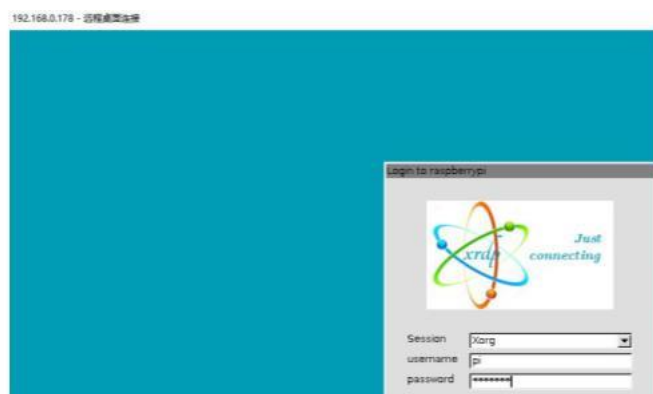 192.168.0.178 - 远程桌面连接
Login to raspberrypi
xrdp
Just
connecting
Session Xorg
username pi
password *******